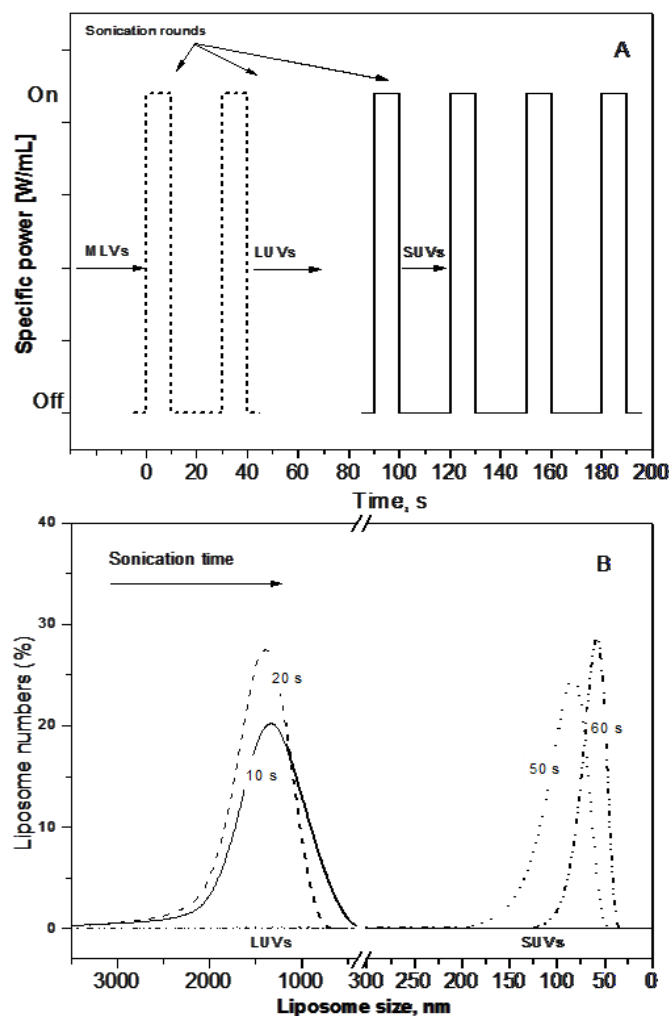 Sonication rounds
A
On
MLVs
LUVs
SUVs
Off
Specific power [W/mL]
0 20 40 60 80 100 120 140 160 180 200
Time, s
40
Sonication time
B
30
20 s
20
50 s
60 s
10 s
10
0
LUVs
SUVs
Liposome numbers (%)
3000 2000 1000 300 250 200 150 100 50 0
Liposome size, nm